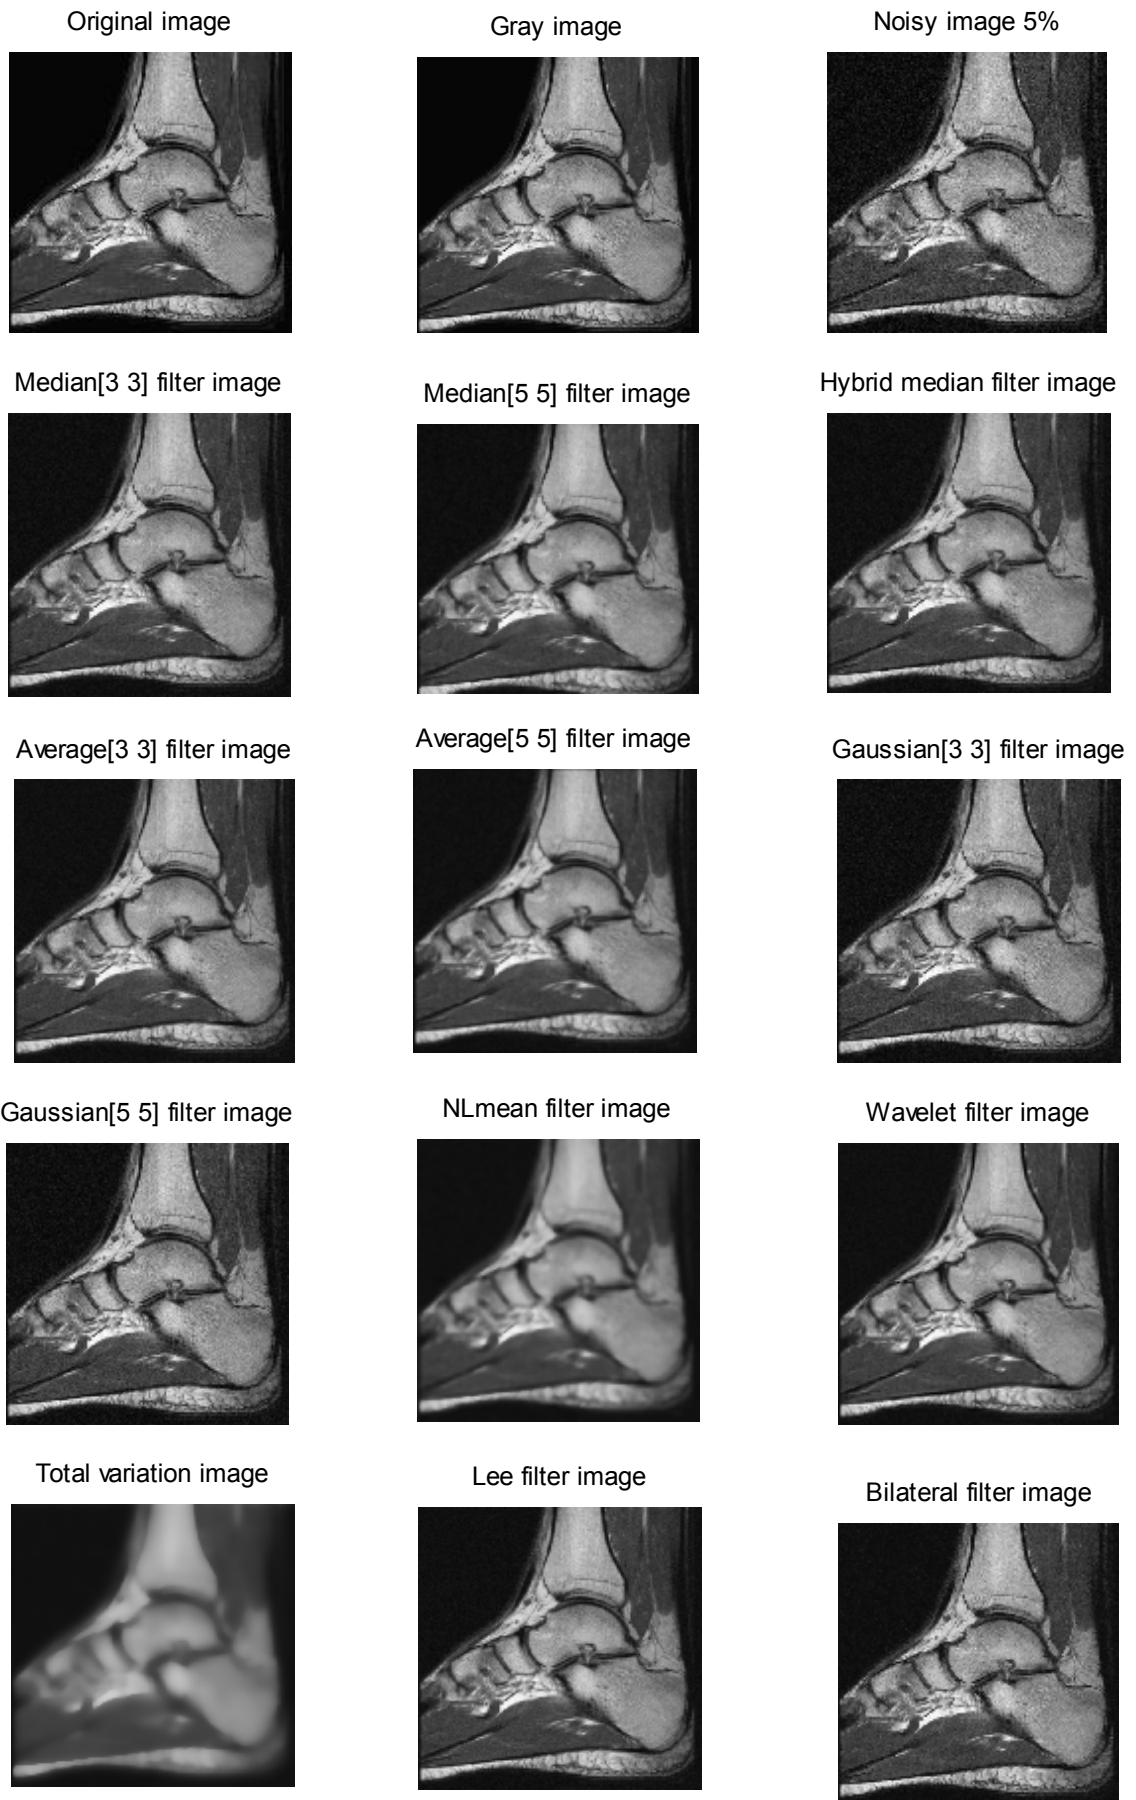 Original image
Gray image
Noisy image 5%
Median[3 3] filter image
Median[5 5] filter image
Hybrid median filter image
Average[3 3] filter image
Average[5 5] filter image
Gaussian[3 3] filter image
Gaussian[5 5] filter image
NLmean filter image
Wavelet filter image
Total variation image
Lee filter image
Bilateral filter image